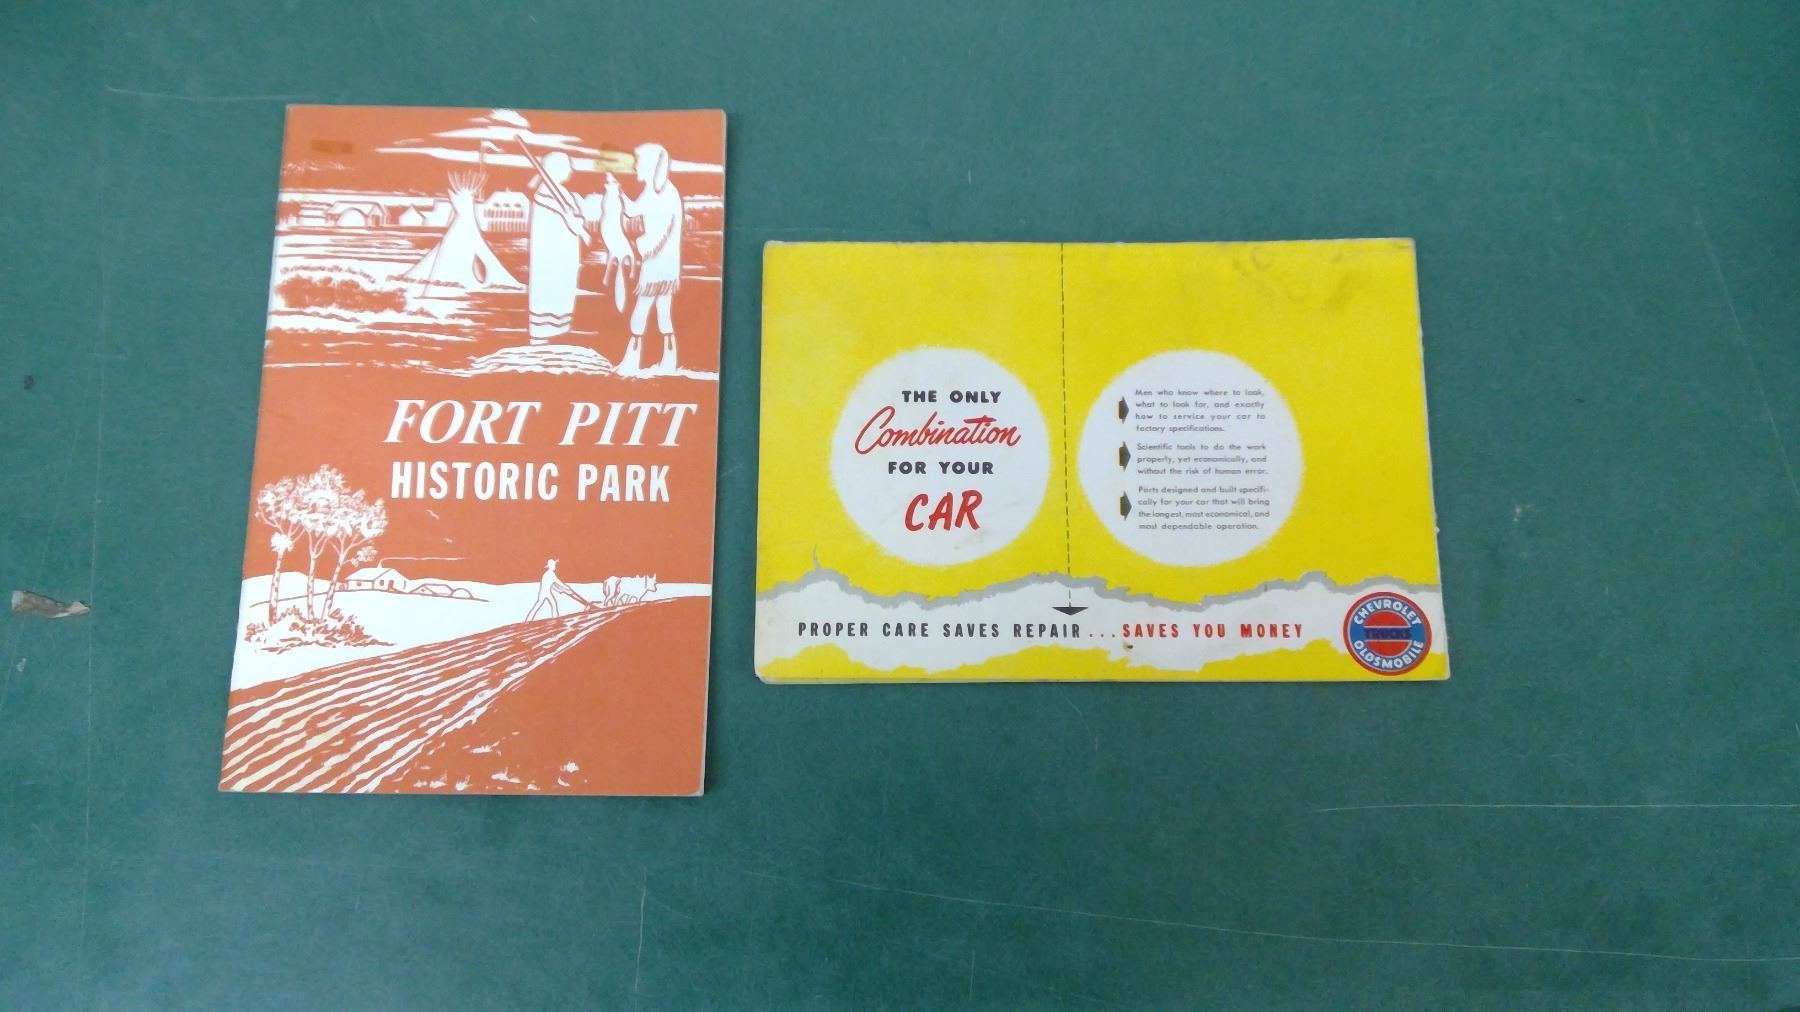 FORT PITT
HISTORIC PARK
THE ONLY
Combination
FOR YOUR
CAR
Men who know where to look,
what to look for, and exactly
how to service your car to
factory specifications.
Scientific tools to do the work
properly, yet economically, and
without the risk of human error.
Parts designed and built specifi-
cally for your car that will bring
the longest, most economical, and
most dependable operation.
PROPER CARE SAVES REPAIR...SAVES YOU MONEY
CHEVROLET
TRUCKS
OLDSMOBILE